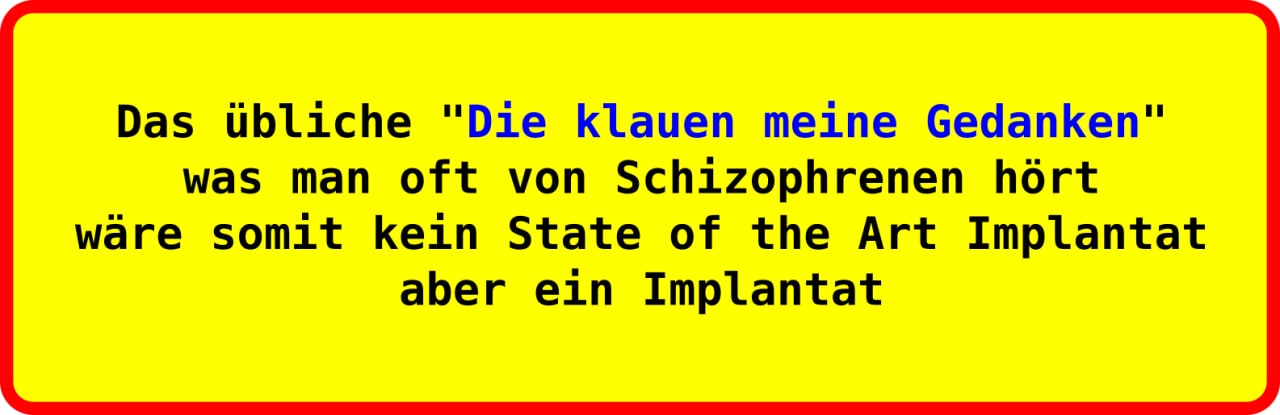 Das übliche "Die klauen meine Gedanken"
was man oft von Schizophrenen hört
wäre somit kein State of the Art Implantat
aber ein Implantat